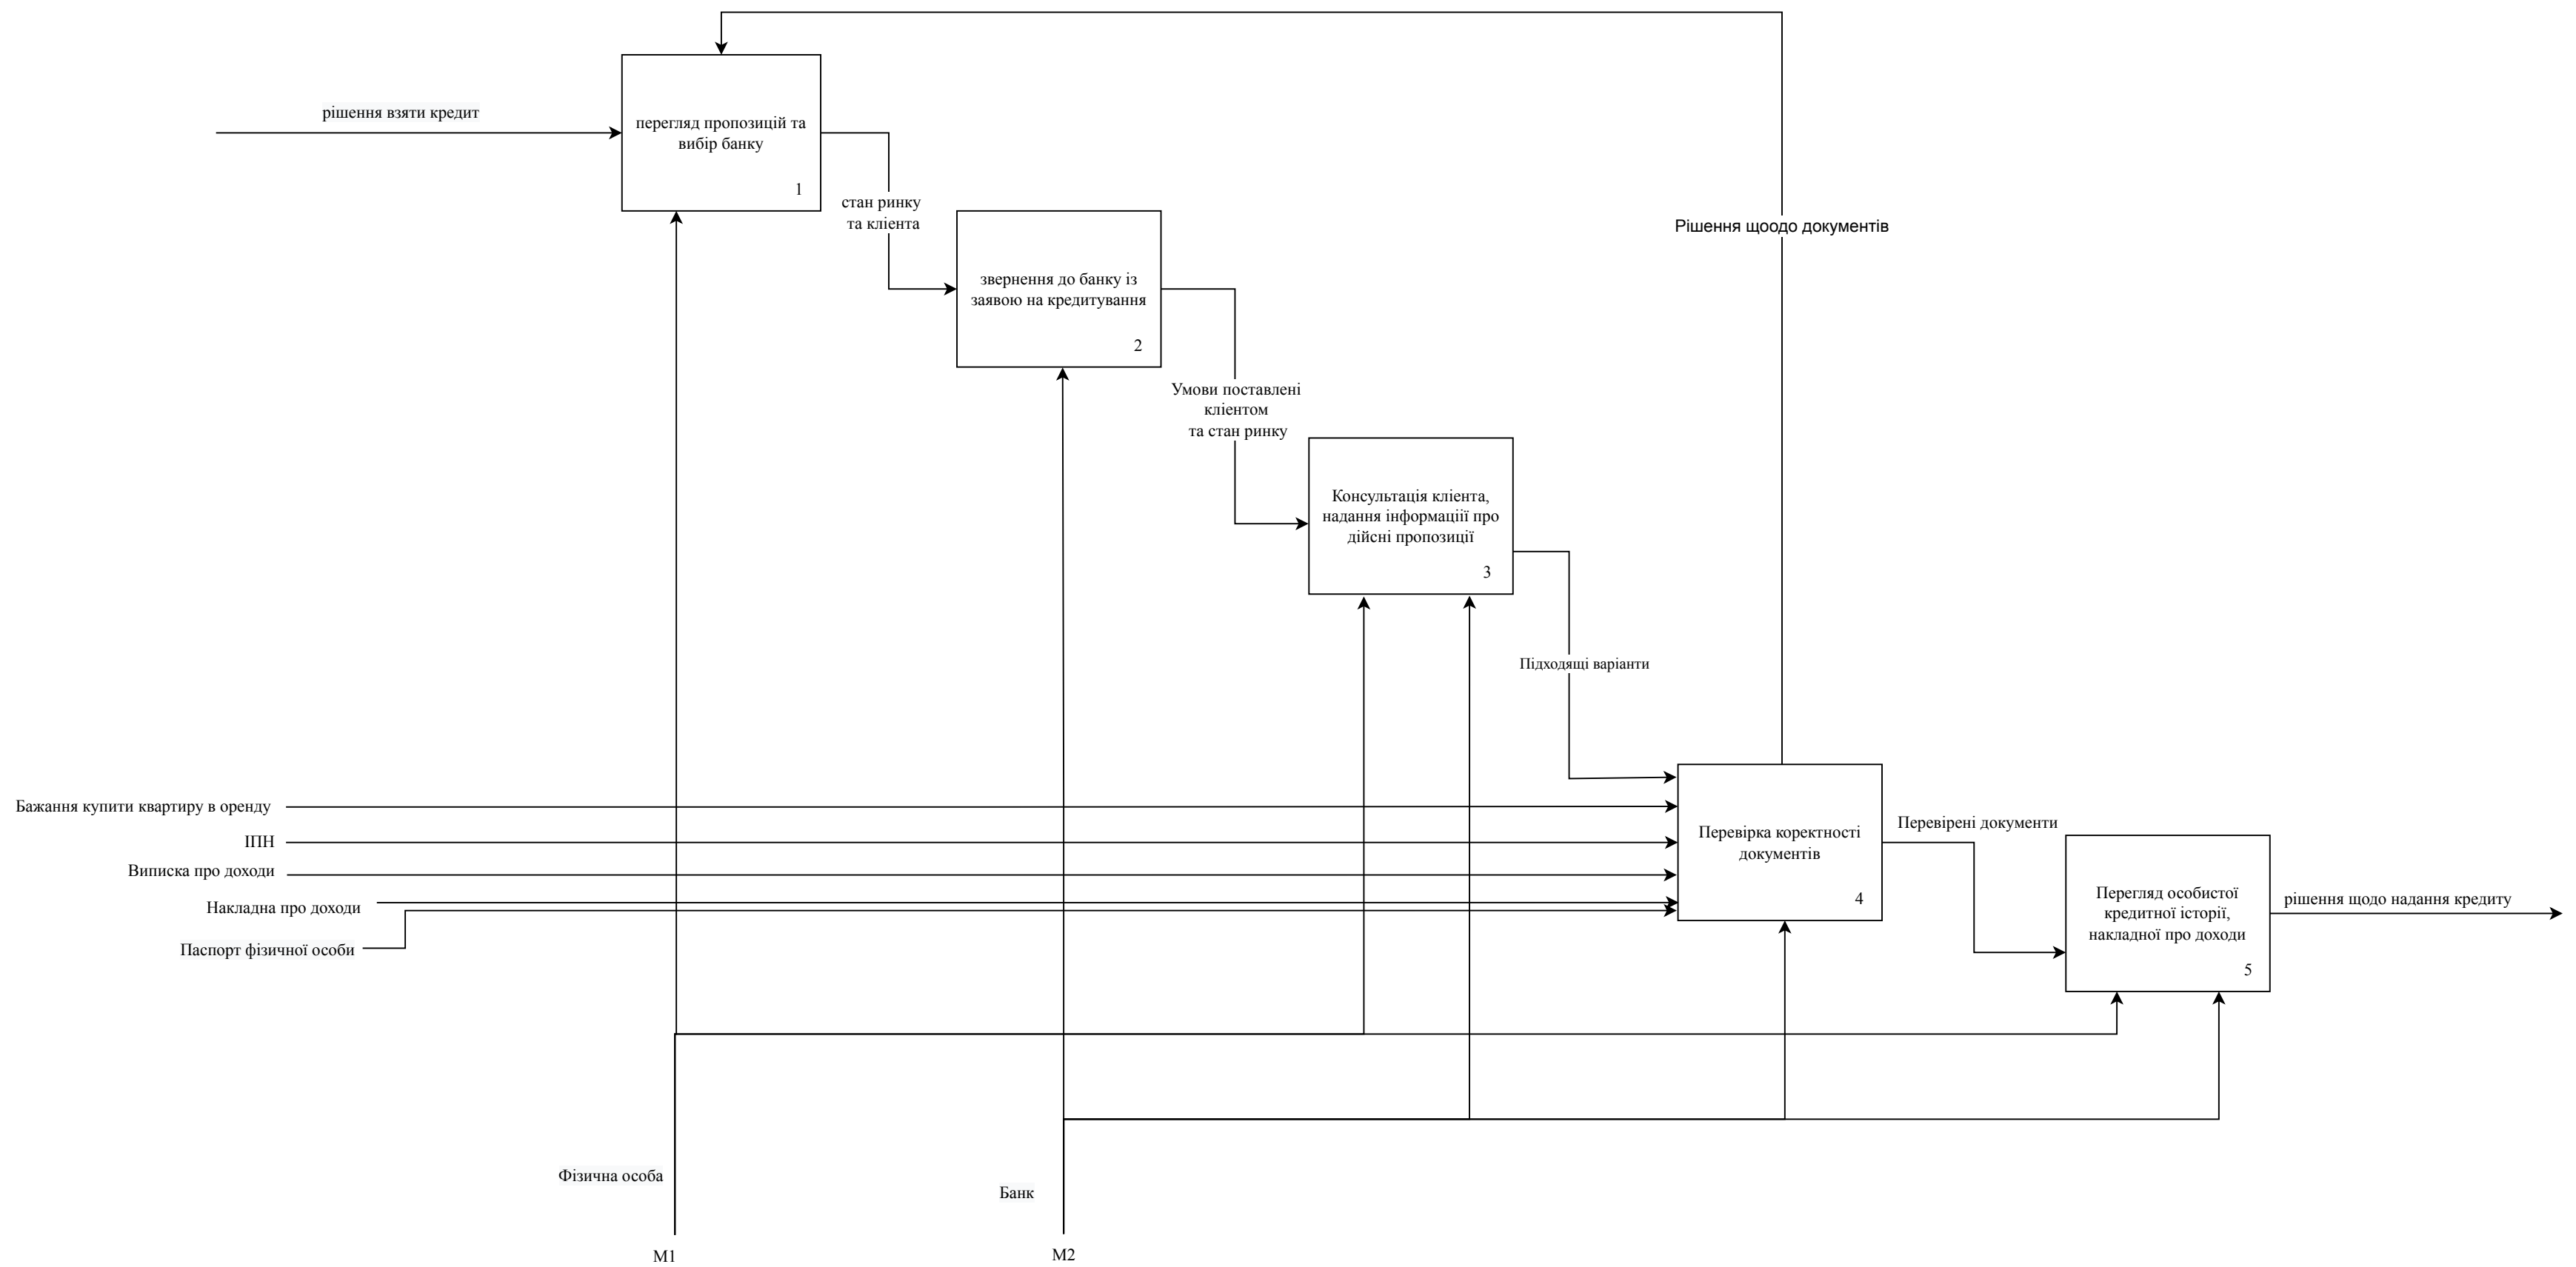 рішення взяти кредит
перегляд пропозицій та
вибір банку
1
стан ринку
та клієнта
звернення до банку із
заявою на кредитування
2
Рішення щоодо документів
Умови поставлені
клієнтом
та стан ринку
Консультація клієнта,
надання інформаціїї про
дійсні пропозиції
3
Підходящі варіанти
Бажання купити квартиру в оренду
ІПН
Виписка про доходи
Накладна про доходи
Паспорт фізичної особи
Перевірка коректності
документів
4
Перевірені документи
Перегляд особистої
кредитної історії,
накладної про доходи
5
рішення щодо надання кредиту
Фізична особа
Банк
М1
М2